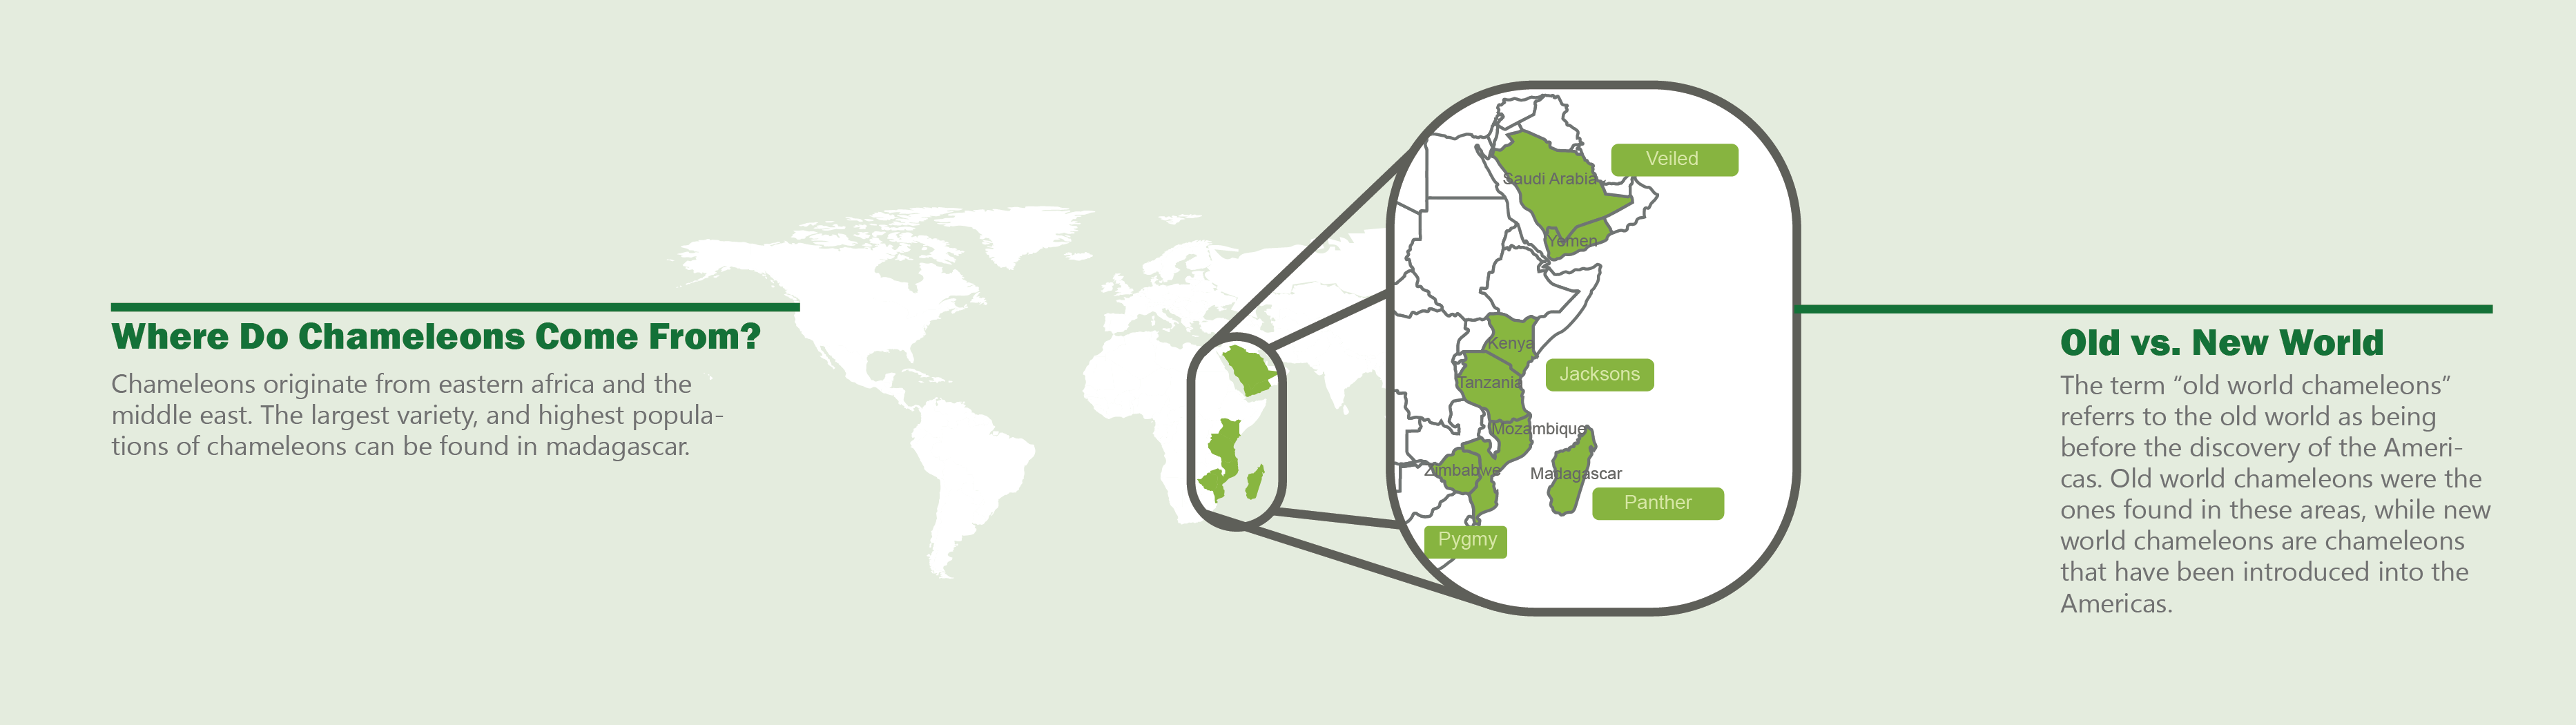 Where Do Chameleons Come From?
Chameleons originate from eastern africa and the
middle east. The largest variety, and highest popula-
tions of chameleons can be found in madagascar.
Veiled
Saudi Arabia
Yemen
Kenya
Jacksons
Tanzania
Mozambique
Zimbabwe
Madagascar
Panther
Pygmy
Old vs. New World
The term “old world chameleons”
referrs to the old world as being
before the discovery of the Ameri-
cas. Old world chameleons were the
ones found in these areas, while new
world chameleons are chameleons
that have been introduced into the
Americas.